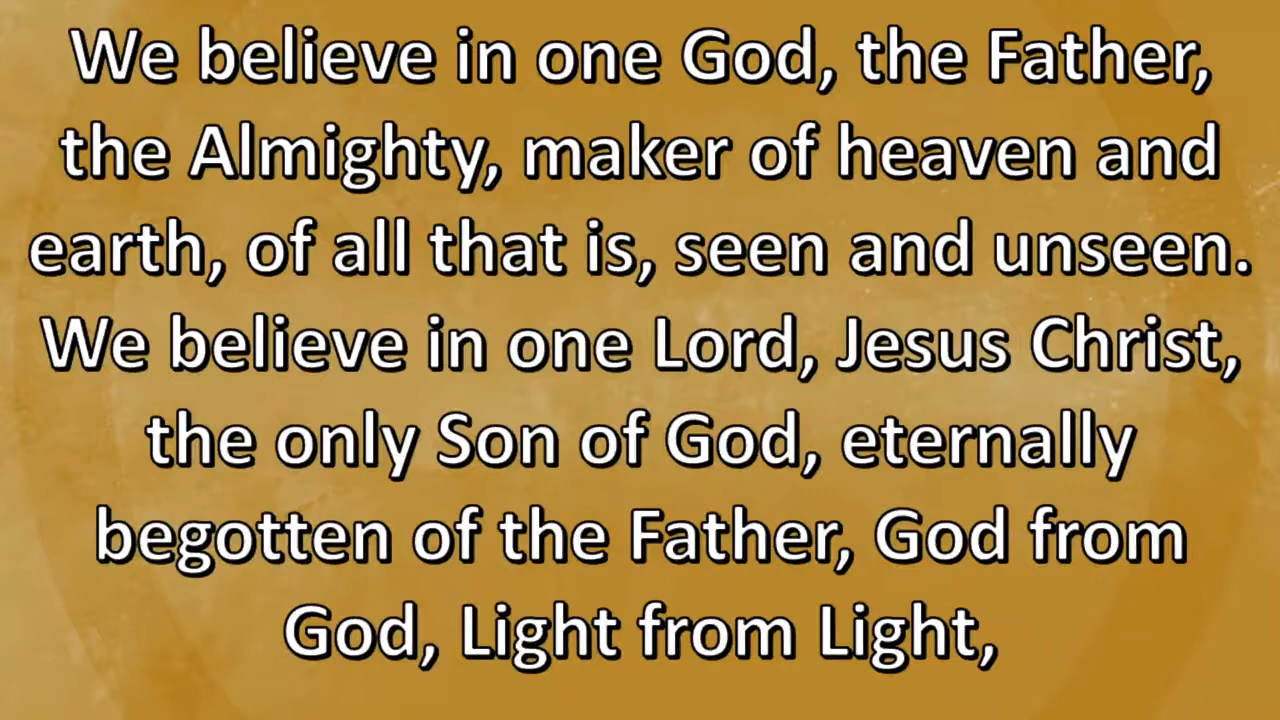 We believe in one God, the Father,
the Almighty, maker of heaven and
earth, of all that is, seen and unseen.
We believe in one Lord, Jesus Christ,
the only Son of God, eternally
begotten of the Father, God from
God, Light from Light,